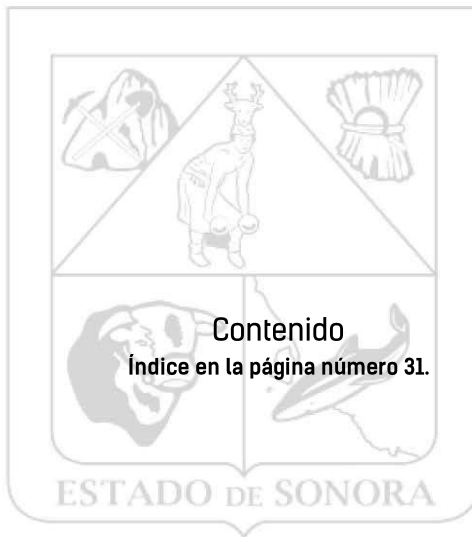 Contenido
Índice en la página número 31.
ESTADO DE SONORA